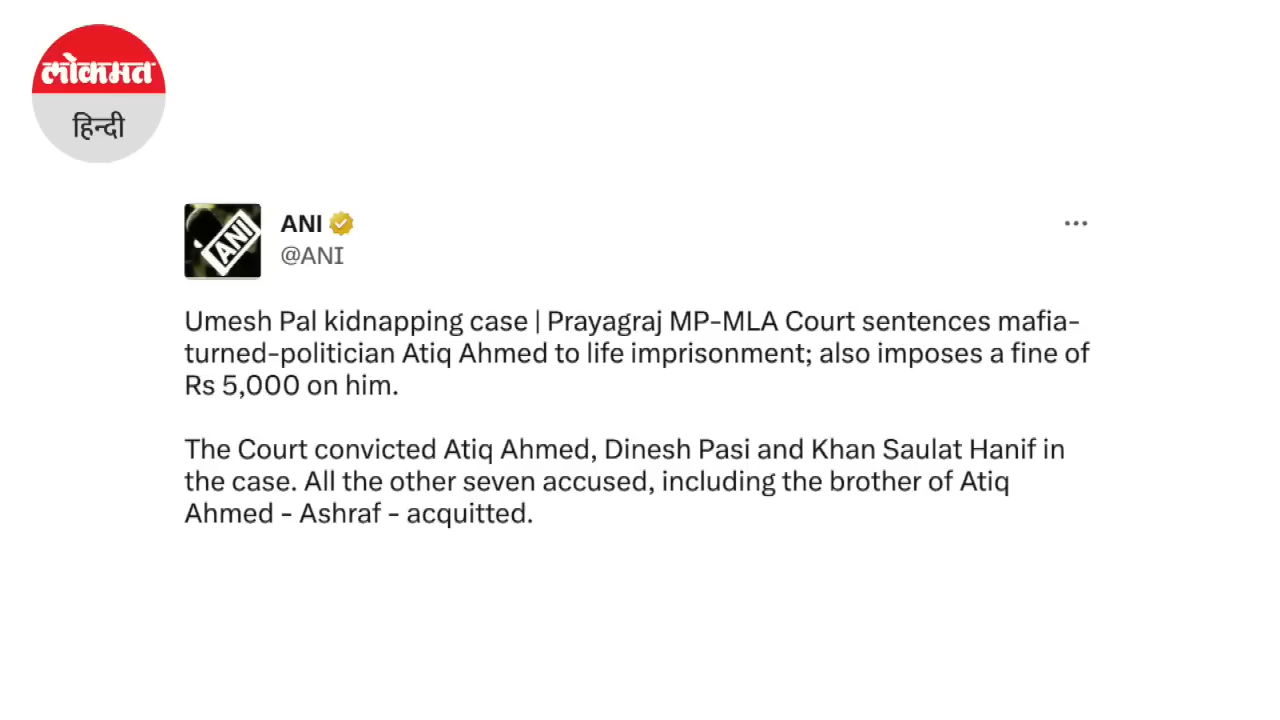 लोकमत
हिन्दी
ANI
ANI
@ANI
Umesh Pal kidnapping case | Prayagraj MP-MLA Court sentences mafia-
turned-politician Atiq Ahmed to life imprisonment; also imposes a fine of
Rs 5,000 on him.
The Court convicted Atiq Ahmed, Dinesh Pasi and Khan Saulat Hanif in
the case. All the other seven accused, including the brother of Atiq
Ahmed - Ashraf - acquitted.